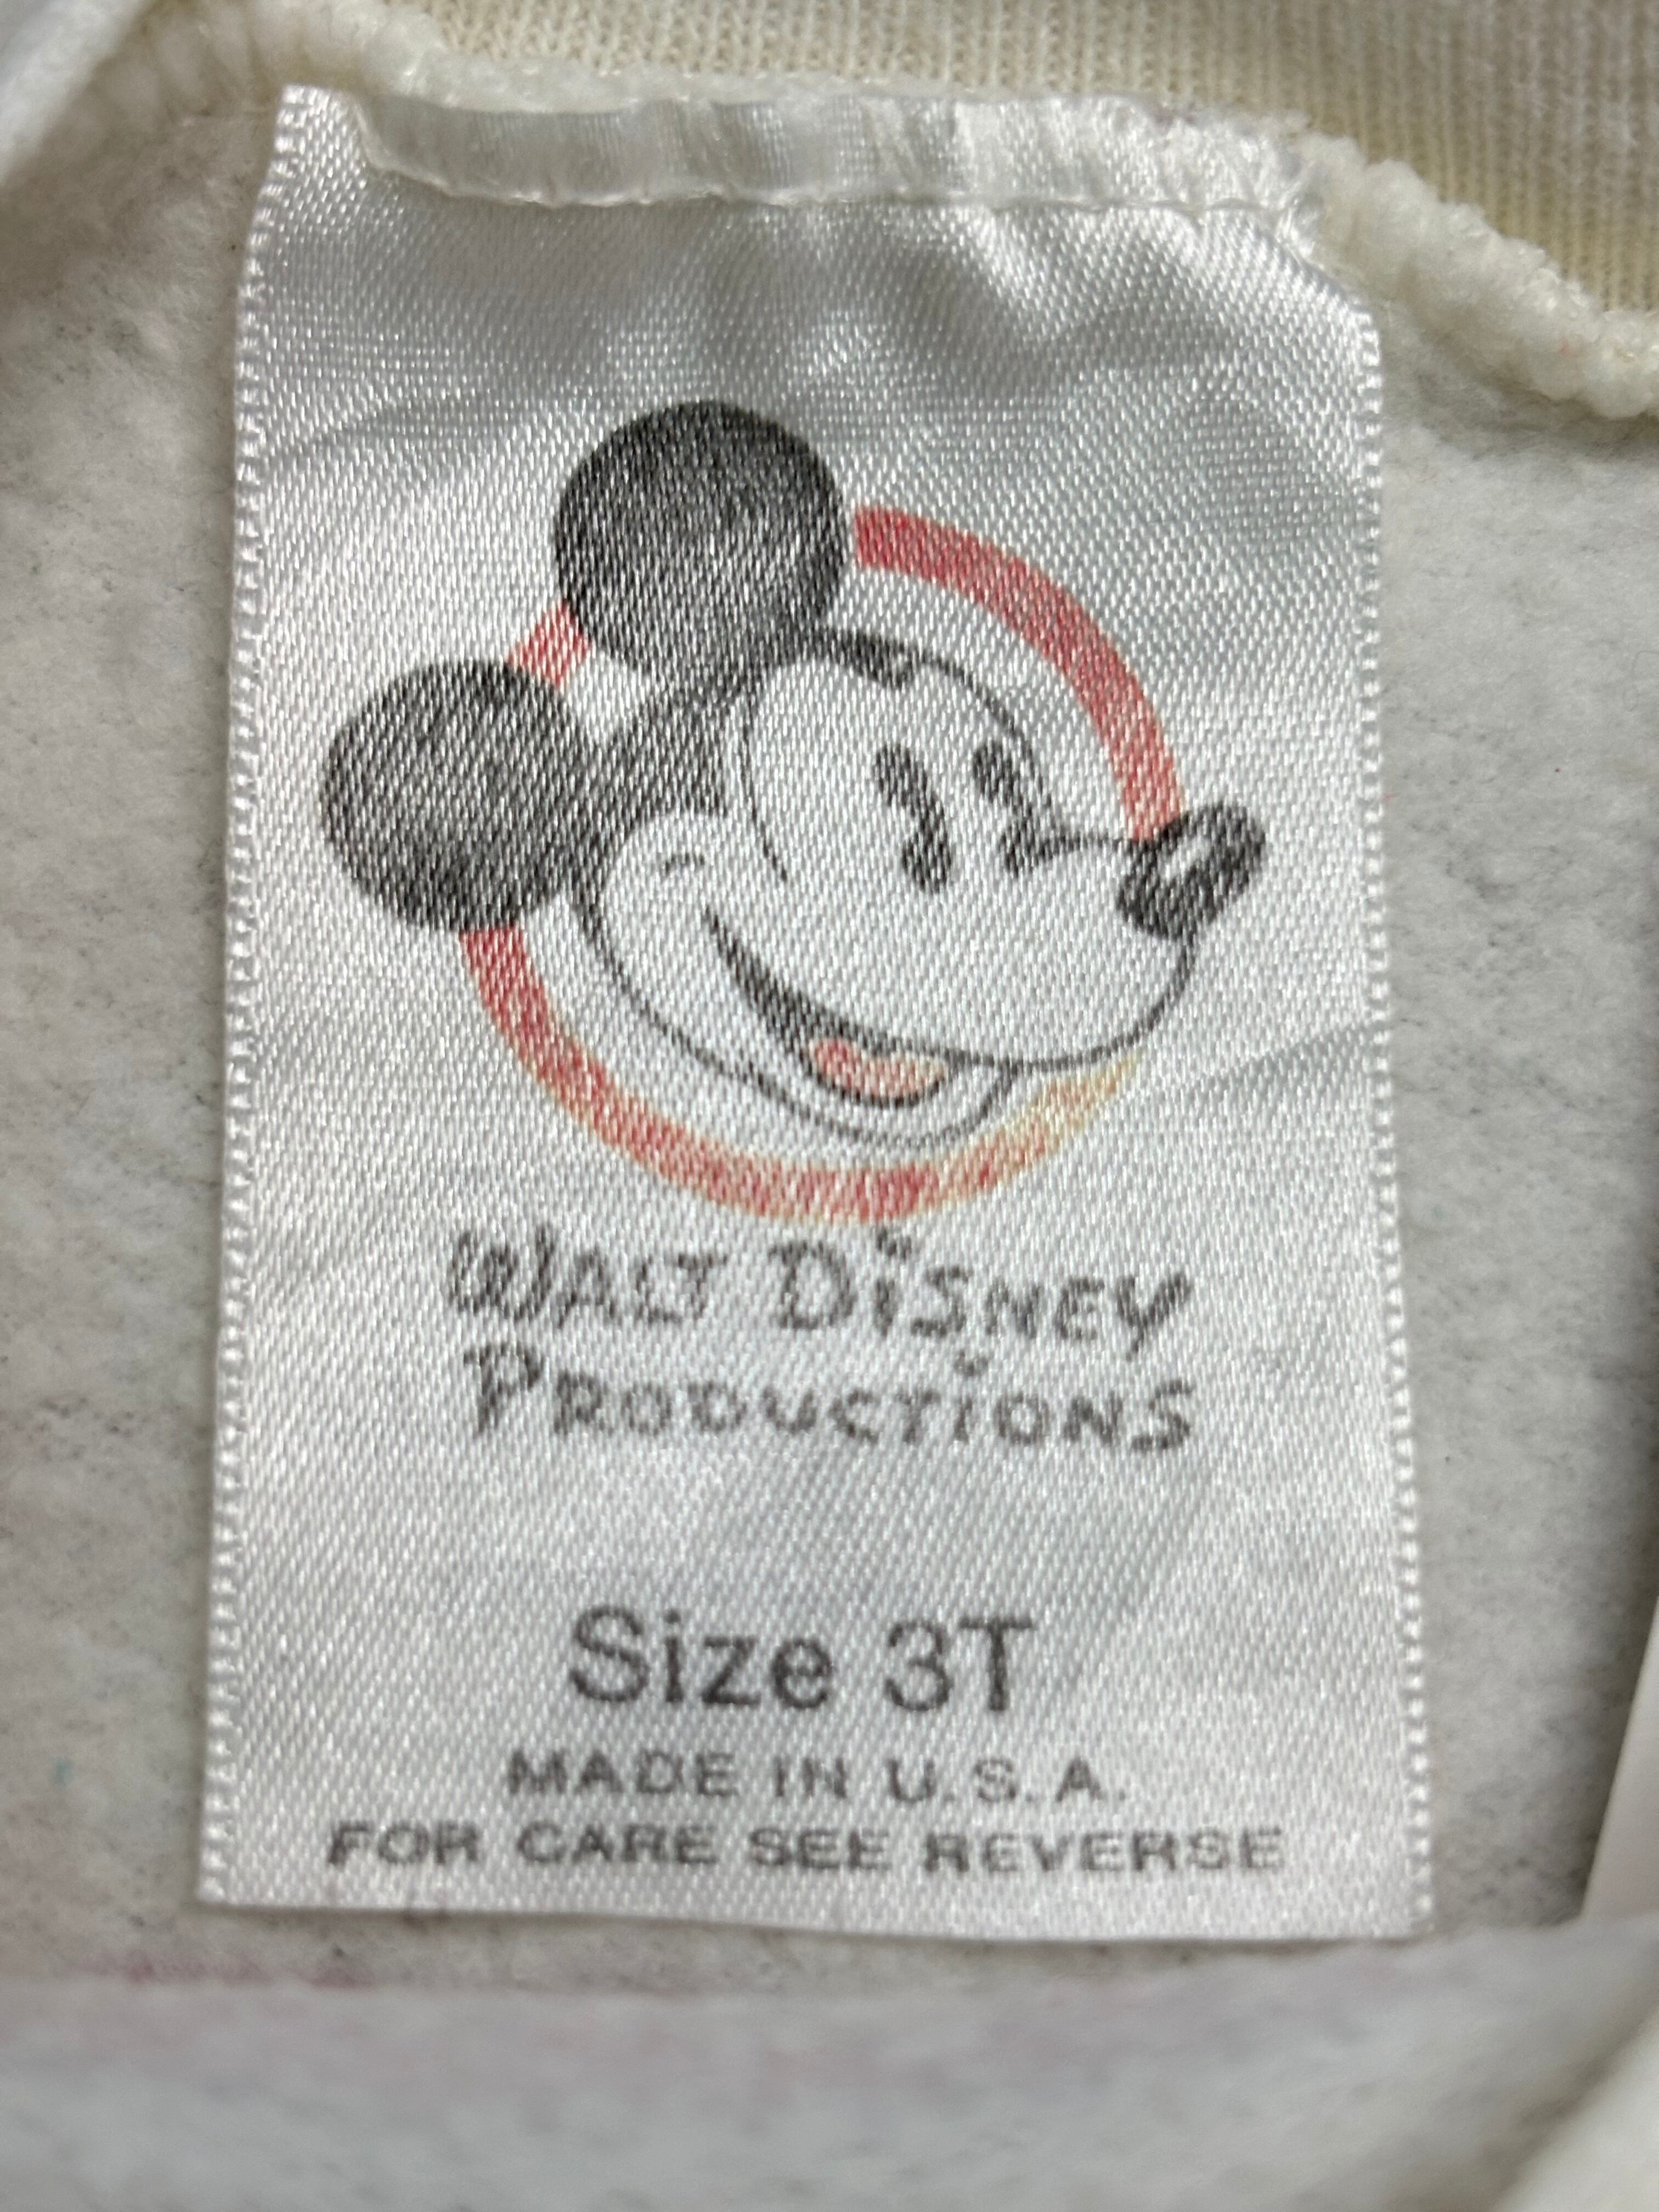 WALT DiSNEY
PRODUCTiONS
Size 3T
MADE IN U.S.A.
FOR CARE SEE REVERSE